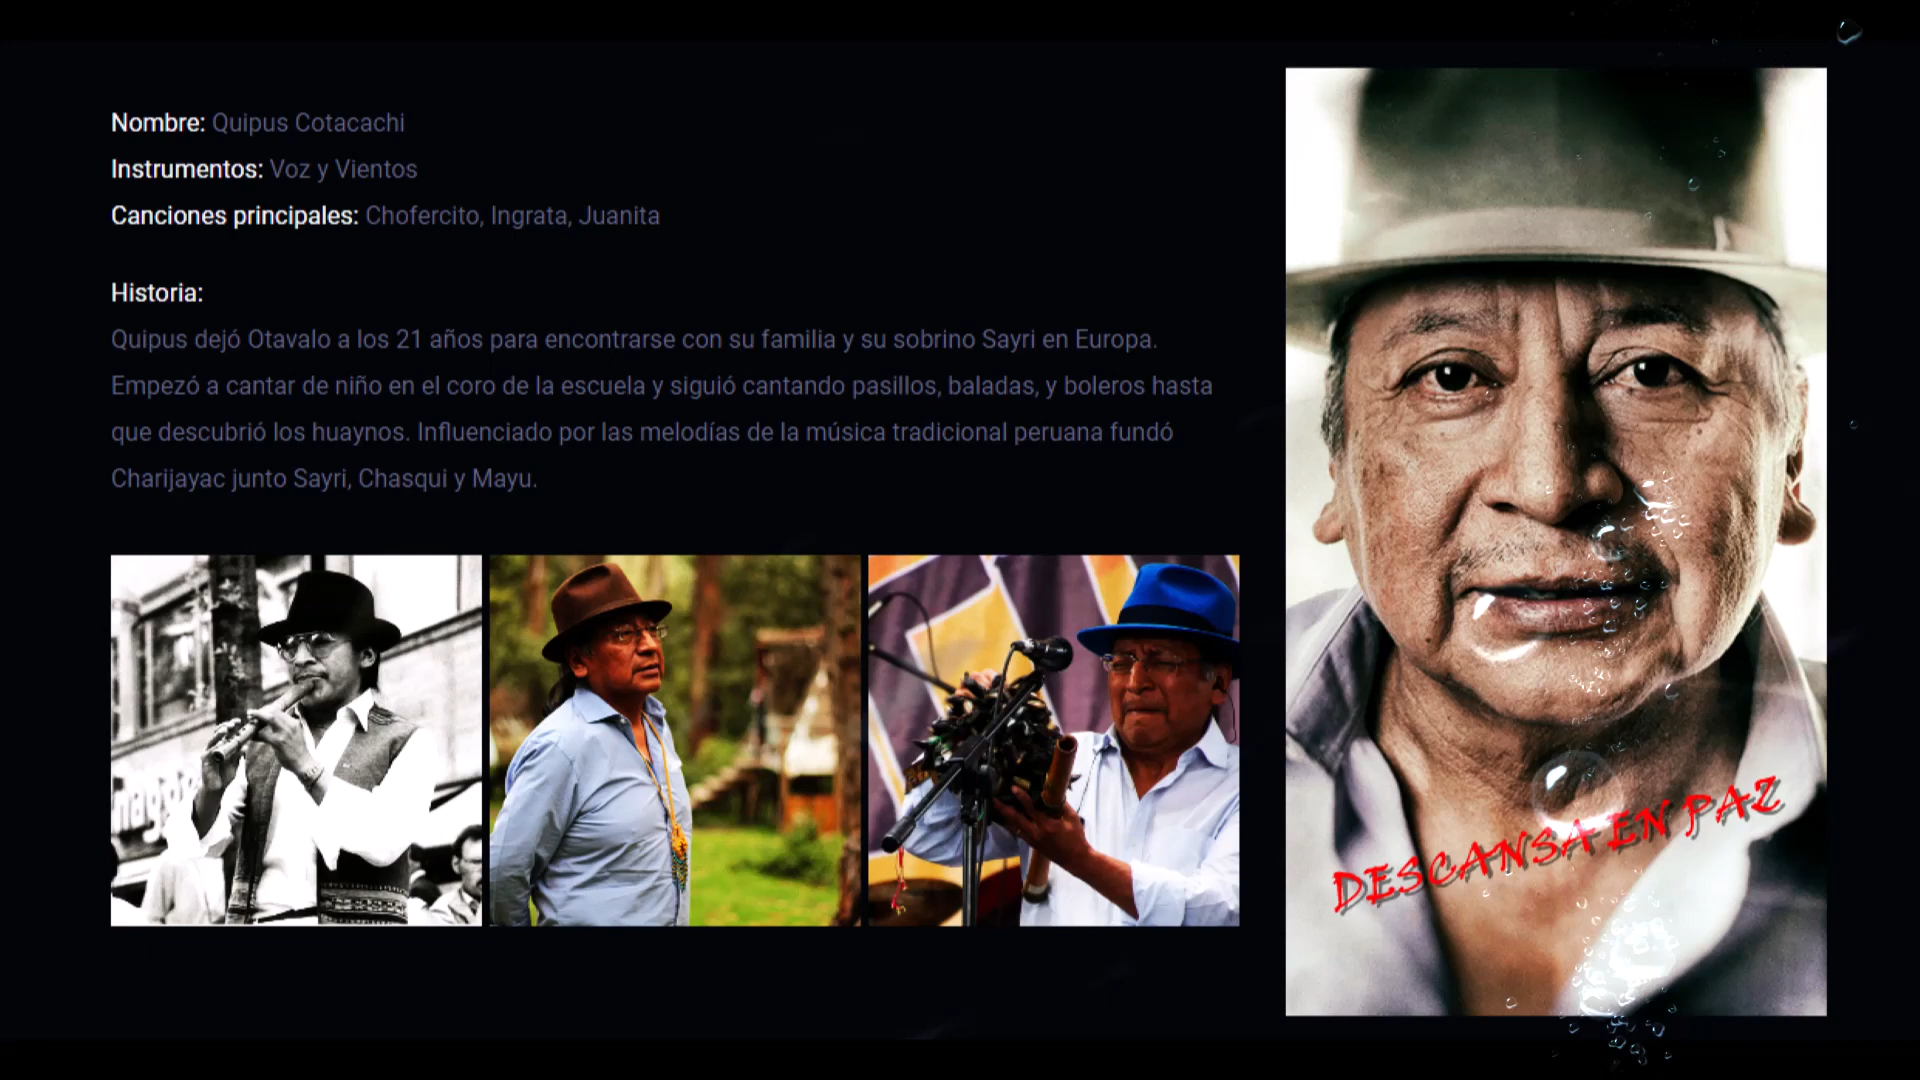 Nombre: Quipus Cotacachi
Instrumentos: Voz y Vientos
Canciones principales: Chofercito, Ingrata, Juanita
Historia:
Quipus dejó Otavalo a los 21 años para encontrarse con su familia y su sobrino Sayri en Europa.
Empezó a cantar de niño en el coro de la escuela y siguió cantando pasillos, baladas, y boleros hasta
que descubrió los huaynos. Influenciado por las melodías de la música tradicional peruana fundó
Charijayac junto Sayri, Chasqui y Mayu.
DESCANSA EN PAZ